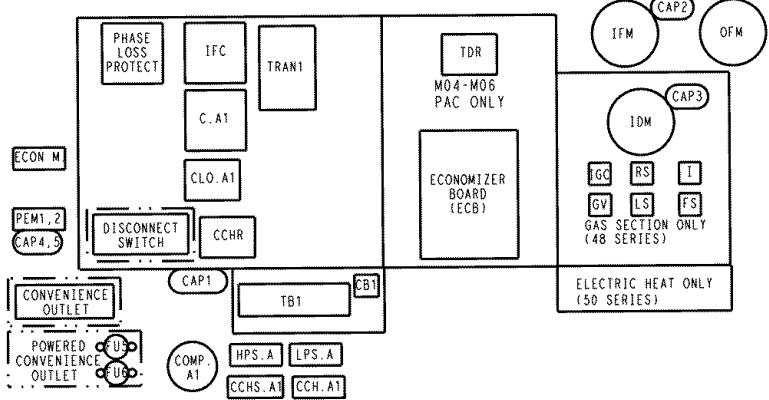 CAP2
IFM
OFM
PHASE
LOSS
PROTECT
IFC
TRAN1
TDR
M04-M06
PAC ONLY
CAP3
IDM
C.A1
ECON M
CLO.A1
ECONOMIZER
BOARD
(ECB)
IGC
RS
I
GV
LS
FS
GAS SECTION ONLY
(48 SERIES)
PEM1,2
CAP4,5
DISCONNECT
SWITCH
CCHR
CAP1
CB1
TB1
ELECTRIC HEAT ONLY
(50 SERIES)
CONVENIENCE
OUTLET
POWERED
CONVENIENCE
OUTLET
FU5
FU6
COMP.
A1
HPS.A
LPS.A
CCHS.A1
CCH.A1